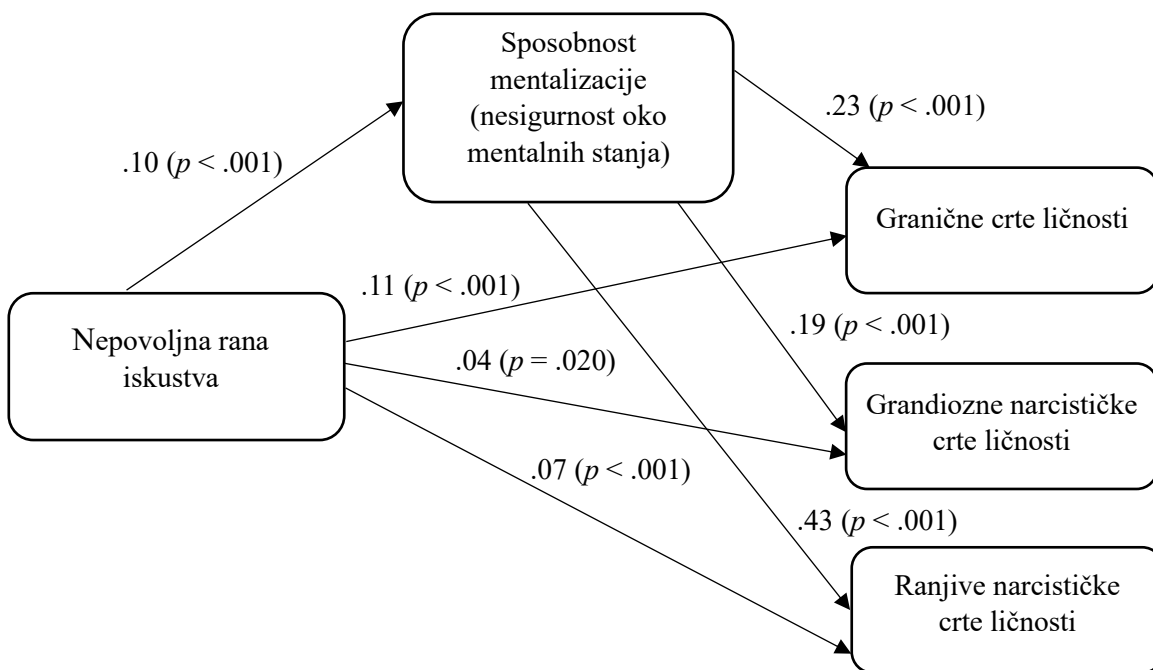 Sposobnost
mentalizacije
(nesigurnost oko
mentalnih stanja)
.23 (p < .001)
.10 (p < .001)
Granične crte ličnosti
.11 (p < .001)
Nepovoljna rana
iskustva
.19 (p < .001)
.04 (p = .020)
Grandiozne narcističke
crte ličnosti
.07 (p < .001)
.43 (p < .001)
Ranjive narcističke
crte ličnosti